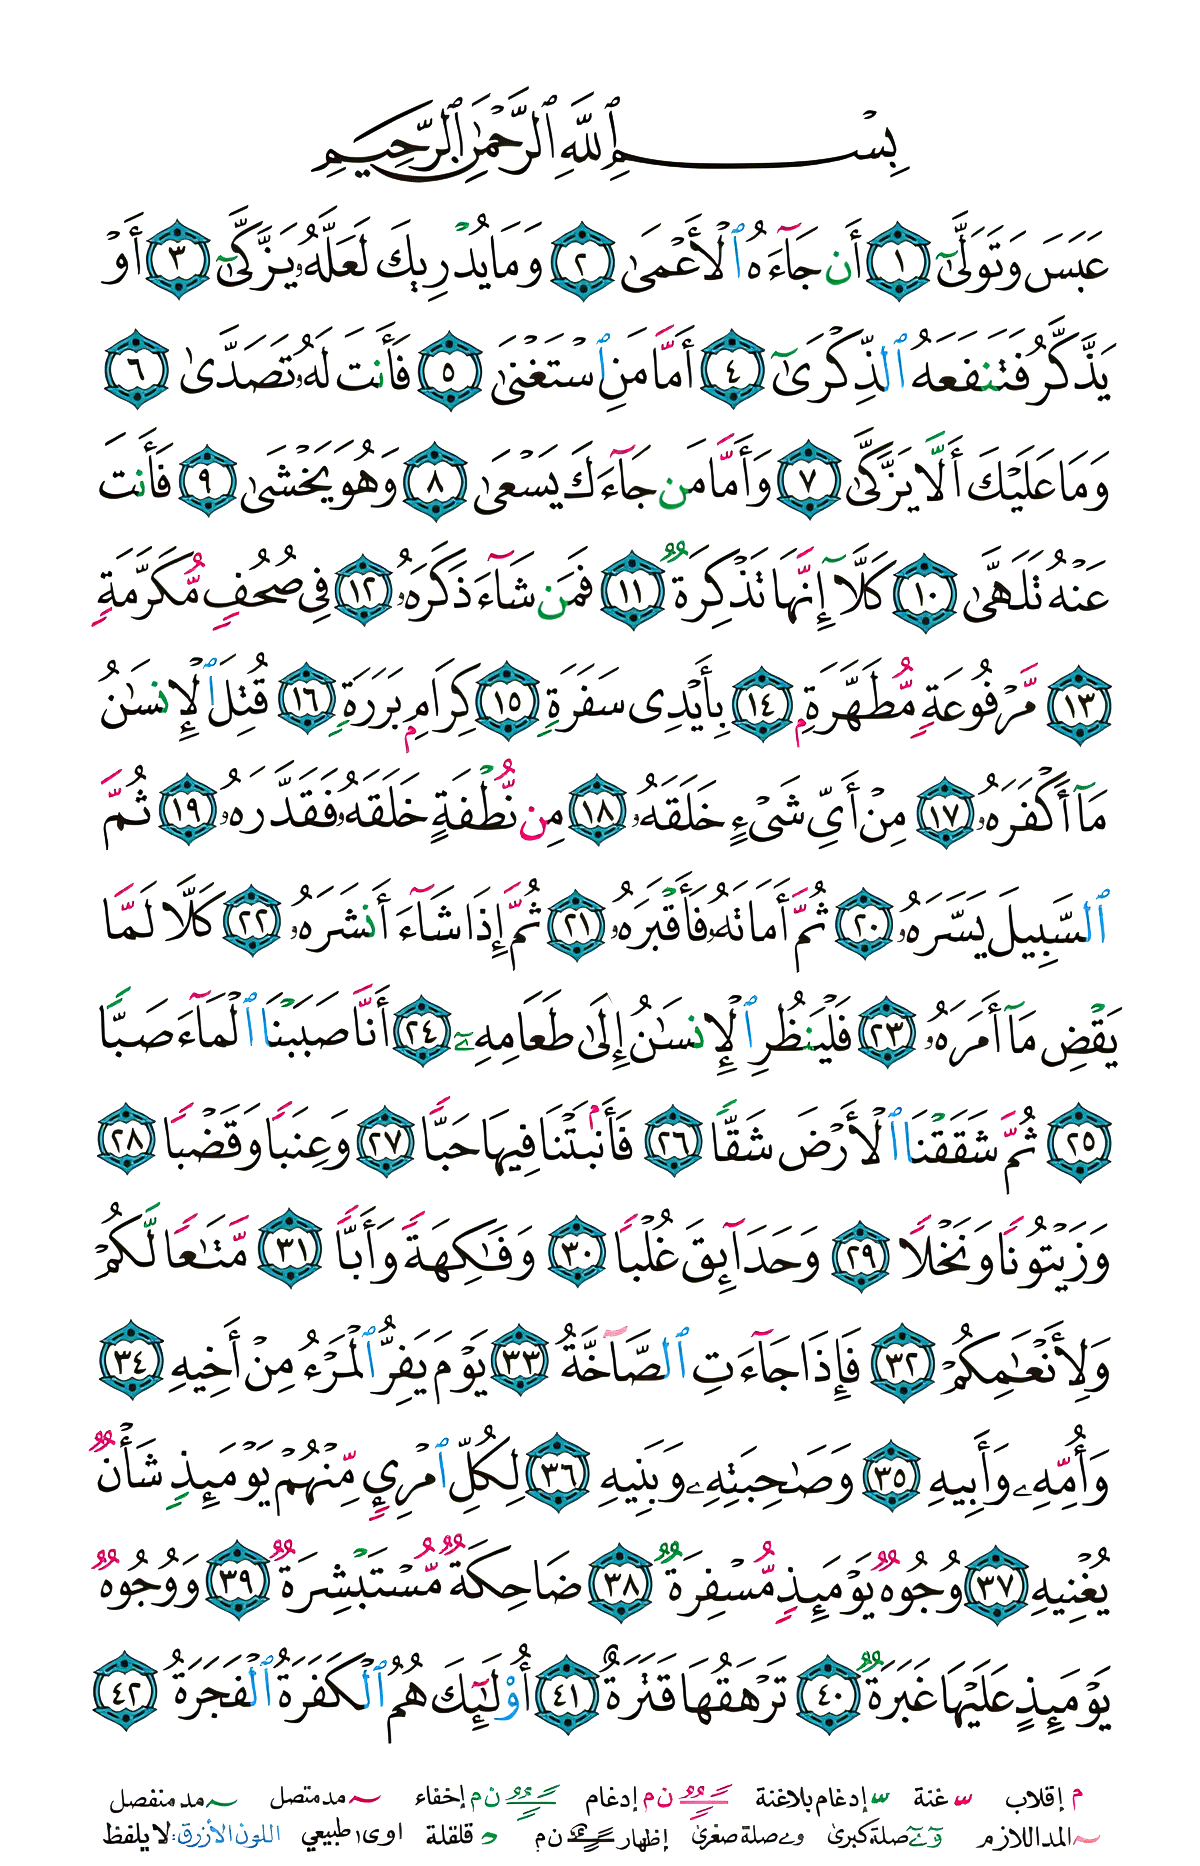 بِسْمِ ٱللَّهِ ٱلرَّحْمَٰنِ ٱلرَّحِيمِ
عَبَسَ وَتَوَلَّىٰٓ ١ أَن جَآءَهُ ٱلْأَعْمَىٰ ٢ وَمَا يُدْرِيكَ لَعَلَّهُۥ يَزَّكَّىٰٓ ٣ أَوْ
يَذَّكَّرُ فَتَنفَعَهُ ٱلذِّكْرَىٰٓ ٤ أَمَّا مَنِ ٱسْتَغْنَىٰ ٥ فَأَنتَ لَهُۥ تَصَدَّىٰ ٦
وَمَا عَلَيْكَ أَلَّا يَزَّكَّىٰ ٧ وَأَمَّا مَن جَآءَكَ يَسْعَىٰ ٨ وَهُوَ يَخْشَىٰ ٩ فَأَنتَ
عَنْهُ تَلَهَّىٰ ١٠ كَلَّآ إِنَّهَا تَذْكِرَةٌ ١١ فَمَن شَآءَ ذَكَرَهُۥ ١٢ فِى صُحُفٍ مُّكَرَّمَةٍ
١٣ مَّرْفُوعَةٍ مُّطَهَّرَةٍۭ ١٤ بِأَيْدِى سَفَرَةٍ ١٥ كِرَامٍۭ بَرَرَةٍ ١٦ قُتِلَ ٱلْإِنسَٰنُ
مَآ أَكْفَرَهُۥ ١٧ مِنْ أَىِّ شَىْءٍ خَلَقَهُۥ ١٨ مِن نُّطْفَةٍ خَلَقَهُۥ فَقَدَّرَهُۥ ١٩ ثُمَّ
ٱلسَّبِيلَ يَسَّرَهُۥ ٢٠ ثُمَّ أَمَاتَهُۥ فَأَقْبَرَهُۥ ٢١ ثُمَّ إِذَا شَآءَ أَنشَرَهُۥ ٢٢ كَلَّا لَمَّا
يَقْضِ مَآ أَمَرَهُۥ ٢٣ فَلْيَنظُرِ ٱلْإِنسَٰنُ إِلَىٰ طَعَامِهِۦٓ ٢٤ أَنَّا صَبَبْنَا ٱلْمَآءَ صَبًّا
٢٥ ثُمَّ شَقَقْنَا ٱلْأَرْضَ شَقًّا ٢٦ فَأَنۢبَتْنَا فِيهَا حَبًّا ٢٧ وَعِنَبًا وَقَضْبًا ٢٨
وَزَيْتُونًا وَنَخْلًا ٢٩ وَحَدَآئِقَ غُلْبًا ٣٠ وَفَٰكِهَةً وَأَبًّا ٣١ مَّتَٰعًا لَّكُمْ
وَلِأَنْعَٰمِكُمْ ٣٢ فَإِذَا جَآءَتِ ٱلصَّآخَّةُ ٣٣ يَوْمَ يَفِرُّ ٱلْمَرْءُ مِنْ أَخِيهِ ٣٤
وَأُمِّهِۦ وَأَبِيهِ ٣٥ وَصَٰحِبَتِهِۦ وَبَنِيهِ ٣٦ لِكُلِّ ٱمْرِئٍ مِّنْهُمْ يَوْمَئِذٍ شَأْنٌ
يُغْنِيهِ ٣٧ وُجُوهٌ يَوْمَئِذٍ مُّسْفِرَةٌ ٣٨ ضَاحِكَةٌ مُّسْتَبْشِرَةٌ ٣٩ وَوُجُوهٌ
يَوْمَئِذٍ عَلَيْهَا غَبَرَةٌ ٤٠ تَرْهَقُهَا قَتَرَةٌ ٤١ أُو۟لَٰٓئِكَ هُمُ ٱلْكَفَرَةُ ٱلْفَجَرَةُ ٤٢
م إقلاب ~ غنة ~ إدغام بلاغنة ـٌـٍ ن م إدغام ـٌـٍ ن م إخفاء ~ مد متصل ~ مد منفصل
~ المد اللازم وٓ ےٓ صلة كبرى و ے صلة صغرى إظهار ـًـٌـٍ ن م د قلقلة ا و ى ١ طبيعي اللون الأزرق: لا يلفظ